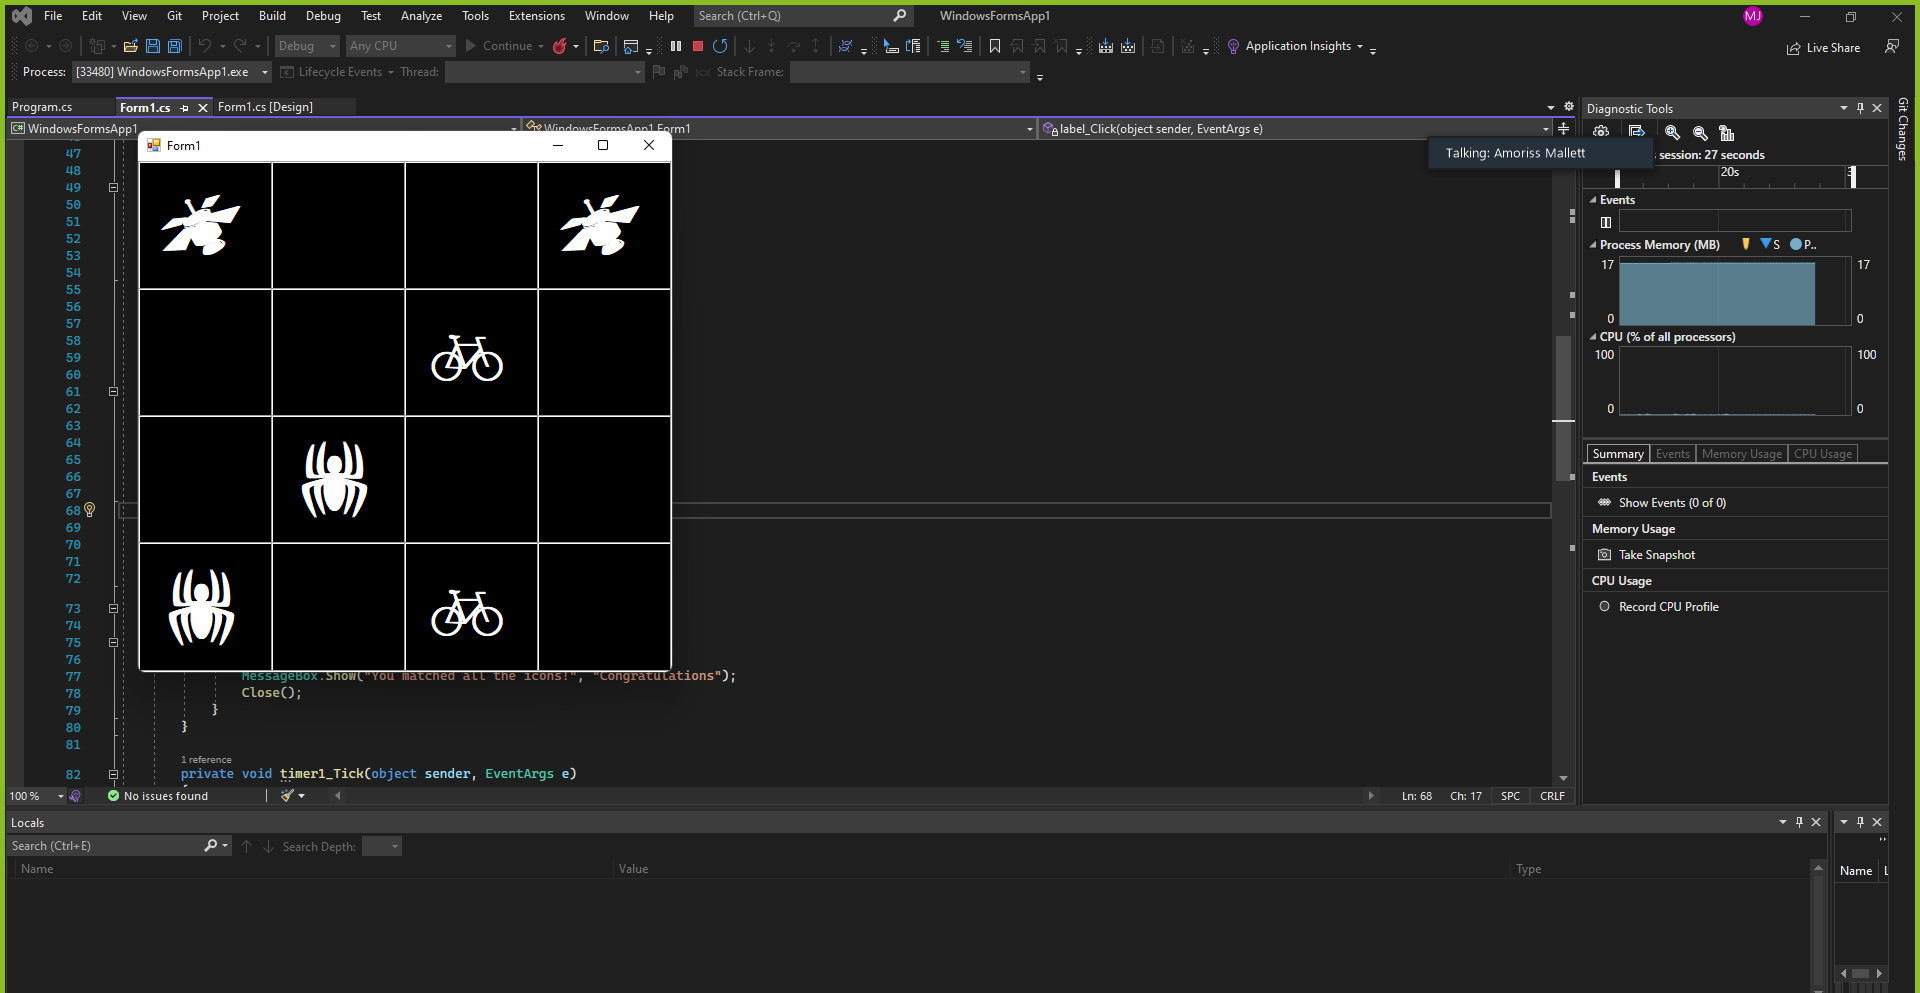 File Edit View Git Project Build Debug Test Analyze Tools Extensions Window Help Search (Ctrl+Q) WindowsFormsApp1 MJ
Debug Any CPU Continue Application Insights Live Share
Process: [33480] WindowsFormsApp1.exe Lifecycle Events Thread: Stack Frame:
Program.cs Form1.cs Form1.cs [Design]
WindowsFormsApp1 WindowsFormsApp1.Form1 label_Click(object sender, EventArgs e)
Form1
47
48
49
50
51
52
53
54
55
56
57
58
59
60
61
62
63
64
65
66
67
68
69
70
71
72
73
74
75
76
77 MessageBox.Show("You matched all the icons!", "Congratulations");
78 Close();
79 }
80 }
81
1 reference
82 private void timer1_Tick(object sender, EventArgs e)
100 % No issues found Ln: 68 Ch: 17 SPC CRLF
Talking: Amoriss Mallett
Diagnostic Tools
session: 27 seconds
20s
Events
Process Memory (MB) S P..
17 17
0 0
CPU (% of all processors)
100 100
0 0
Summary Events Memory Usage CPU Usage
Events
Show Events (0 of 0)
Memory Usage
Take Snapshot
CPU Usage
Record CPU Profile
Git Changes
Locals
Search (Ctrl+E) Search Depth:
Name Value Type
Name